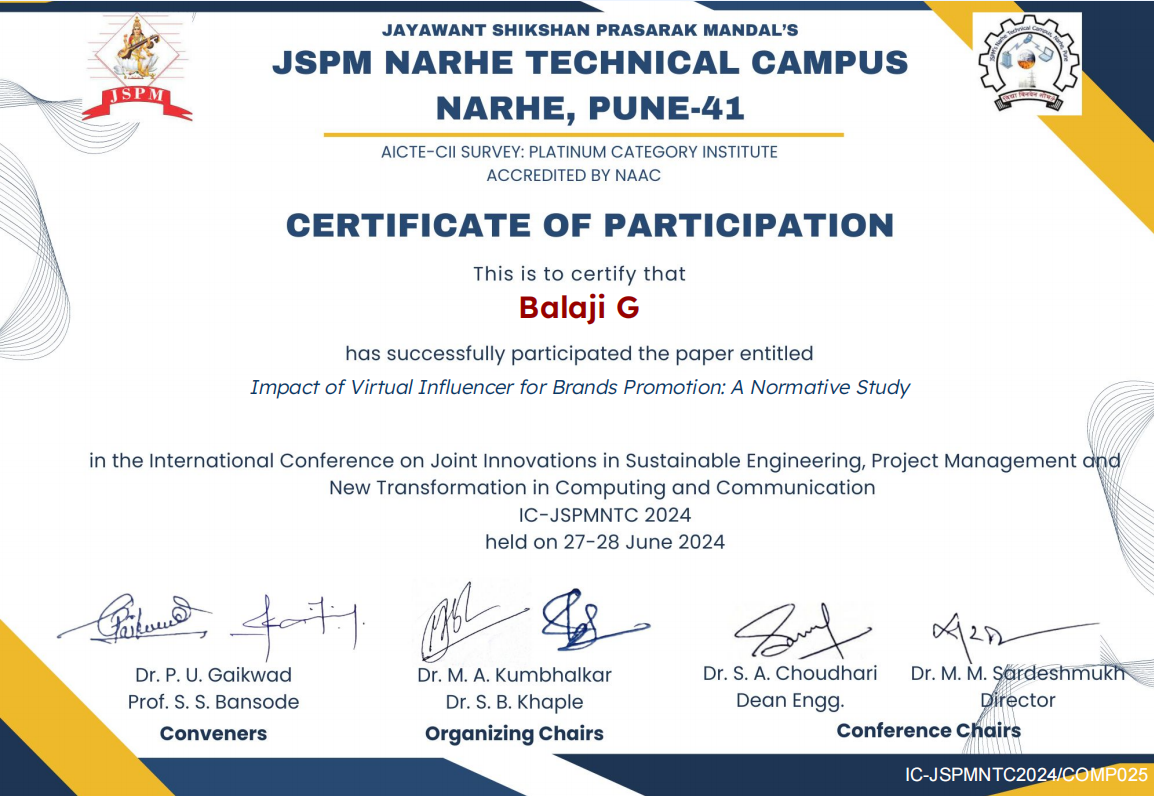 JAYAWANT SHIKSHAN PRASARAK MANDAL'S
JSPM NARHE TECHNICAL CAMPUS
NARHE, PUNE-41
JSPM
AICTE-CII SURVEY: PLATINUM CATEGORY INSTITUTE
ACCREDITED BY NAAC
CERTIFICATE OF PARTICIPATION
This is to certify that
Balaji G
has successfully participated the paper entitled
Impact of Virtual Influencer for Brands Promotion: A Normative Study
in the International Conference on Joint Innovations in Sustainable Engineering, Project Management and
New Transformation in Computing and Communication
IC-JSPMNTC 2024
held on 27-28 June 2024
Dr. P. U. Gaikwad
Prof. S. S. Bansode
Conveners
Dr. M. A. Kumbhalkar
Dr. S. B. Khaple
Organizing Chairs
Dr. S. A. Choudhari
Dean Engg.
Dr. M. M. Sardeshmukh
Director
Conference Chairs
IC-JSPMNTC2024/COMP025